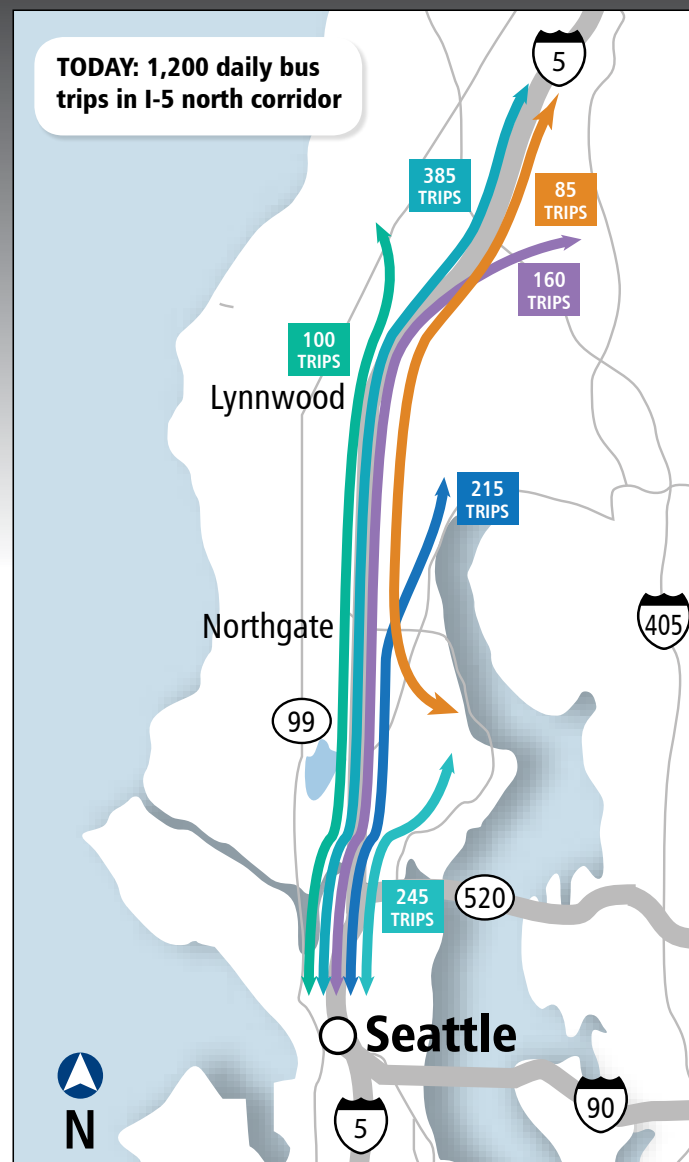 TODAY: 1,200 daily bus
trips in I-5 north corridor
5
385
TRIPS
85
TRIPS
160
TRIPS
100
TRIPS
Lynnwood
215
TRIPS
Northgate
405
99
245
TRIPS
520
Seattle
N
5
90